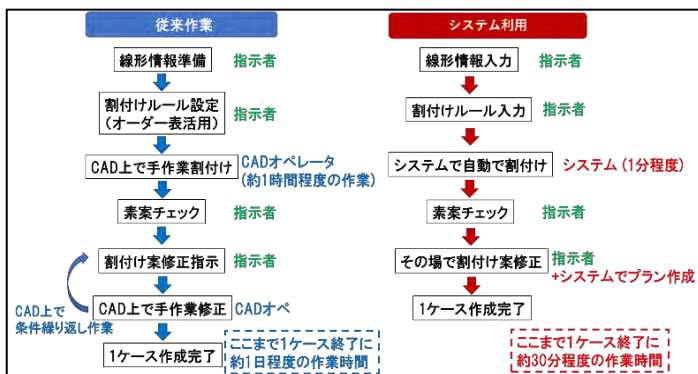 従来作業
線形情報準備 指示者
割付けルール設定
(オーダー表活用)
指示者
CAD上で手作業割付け
CADオペレータ
(約1時間程度の作業)
素案チェック 指示者
割付け案修正指示 指示者
CAD上で
条件繰り返し作業
CAD上で手作業修正 CADオペ
1ケース作成完了
ここまで1ケース終了に
約1日程度の作業時間
システム利用
線形情報入力 指示者
割付けルール入力 指示者
システムで自動で割付け システム(1分程度)
素案チェック 指示者
その場で割付け案修正
指示者
+システムでプラン作成
1ケース作成完了
ここまで1ケース終了に
約30分程度の作業時間